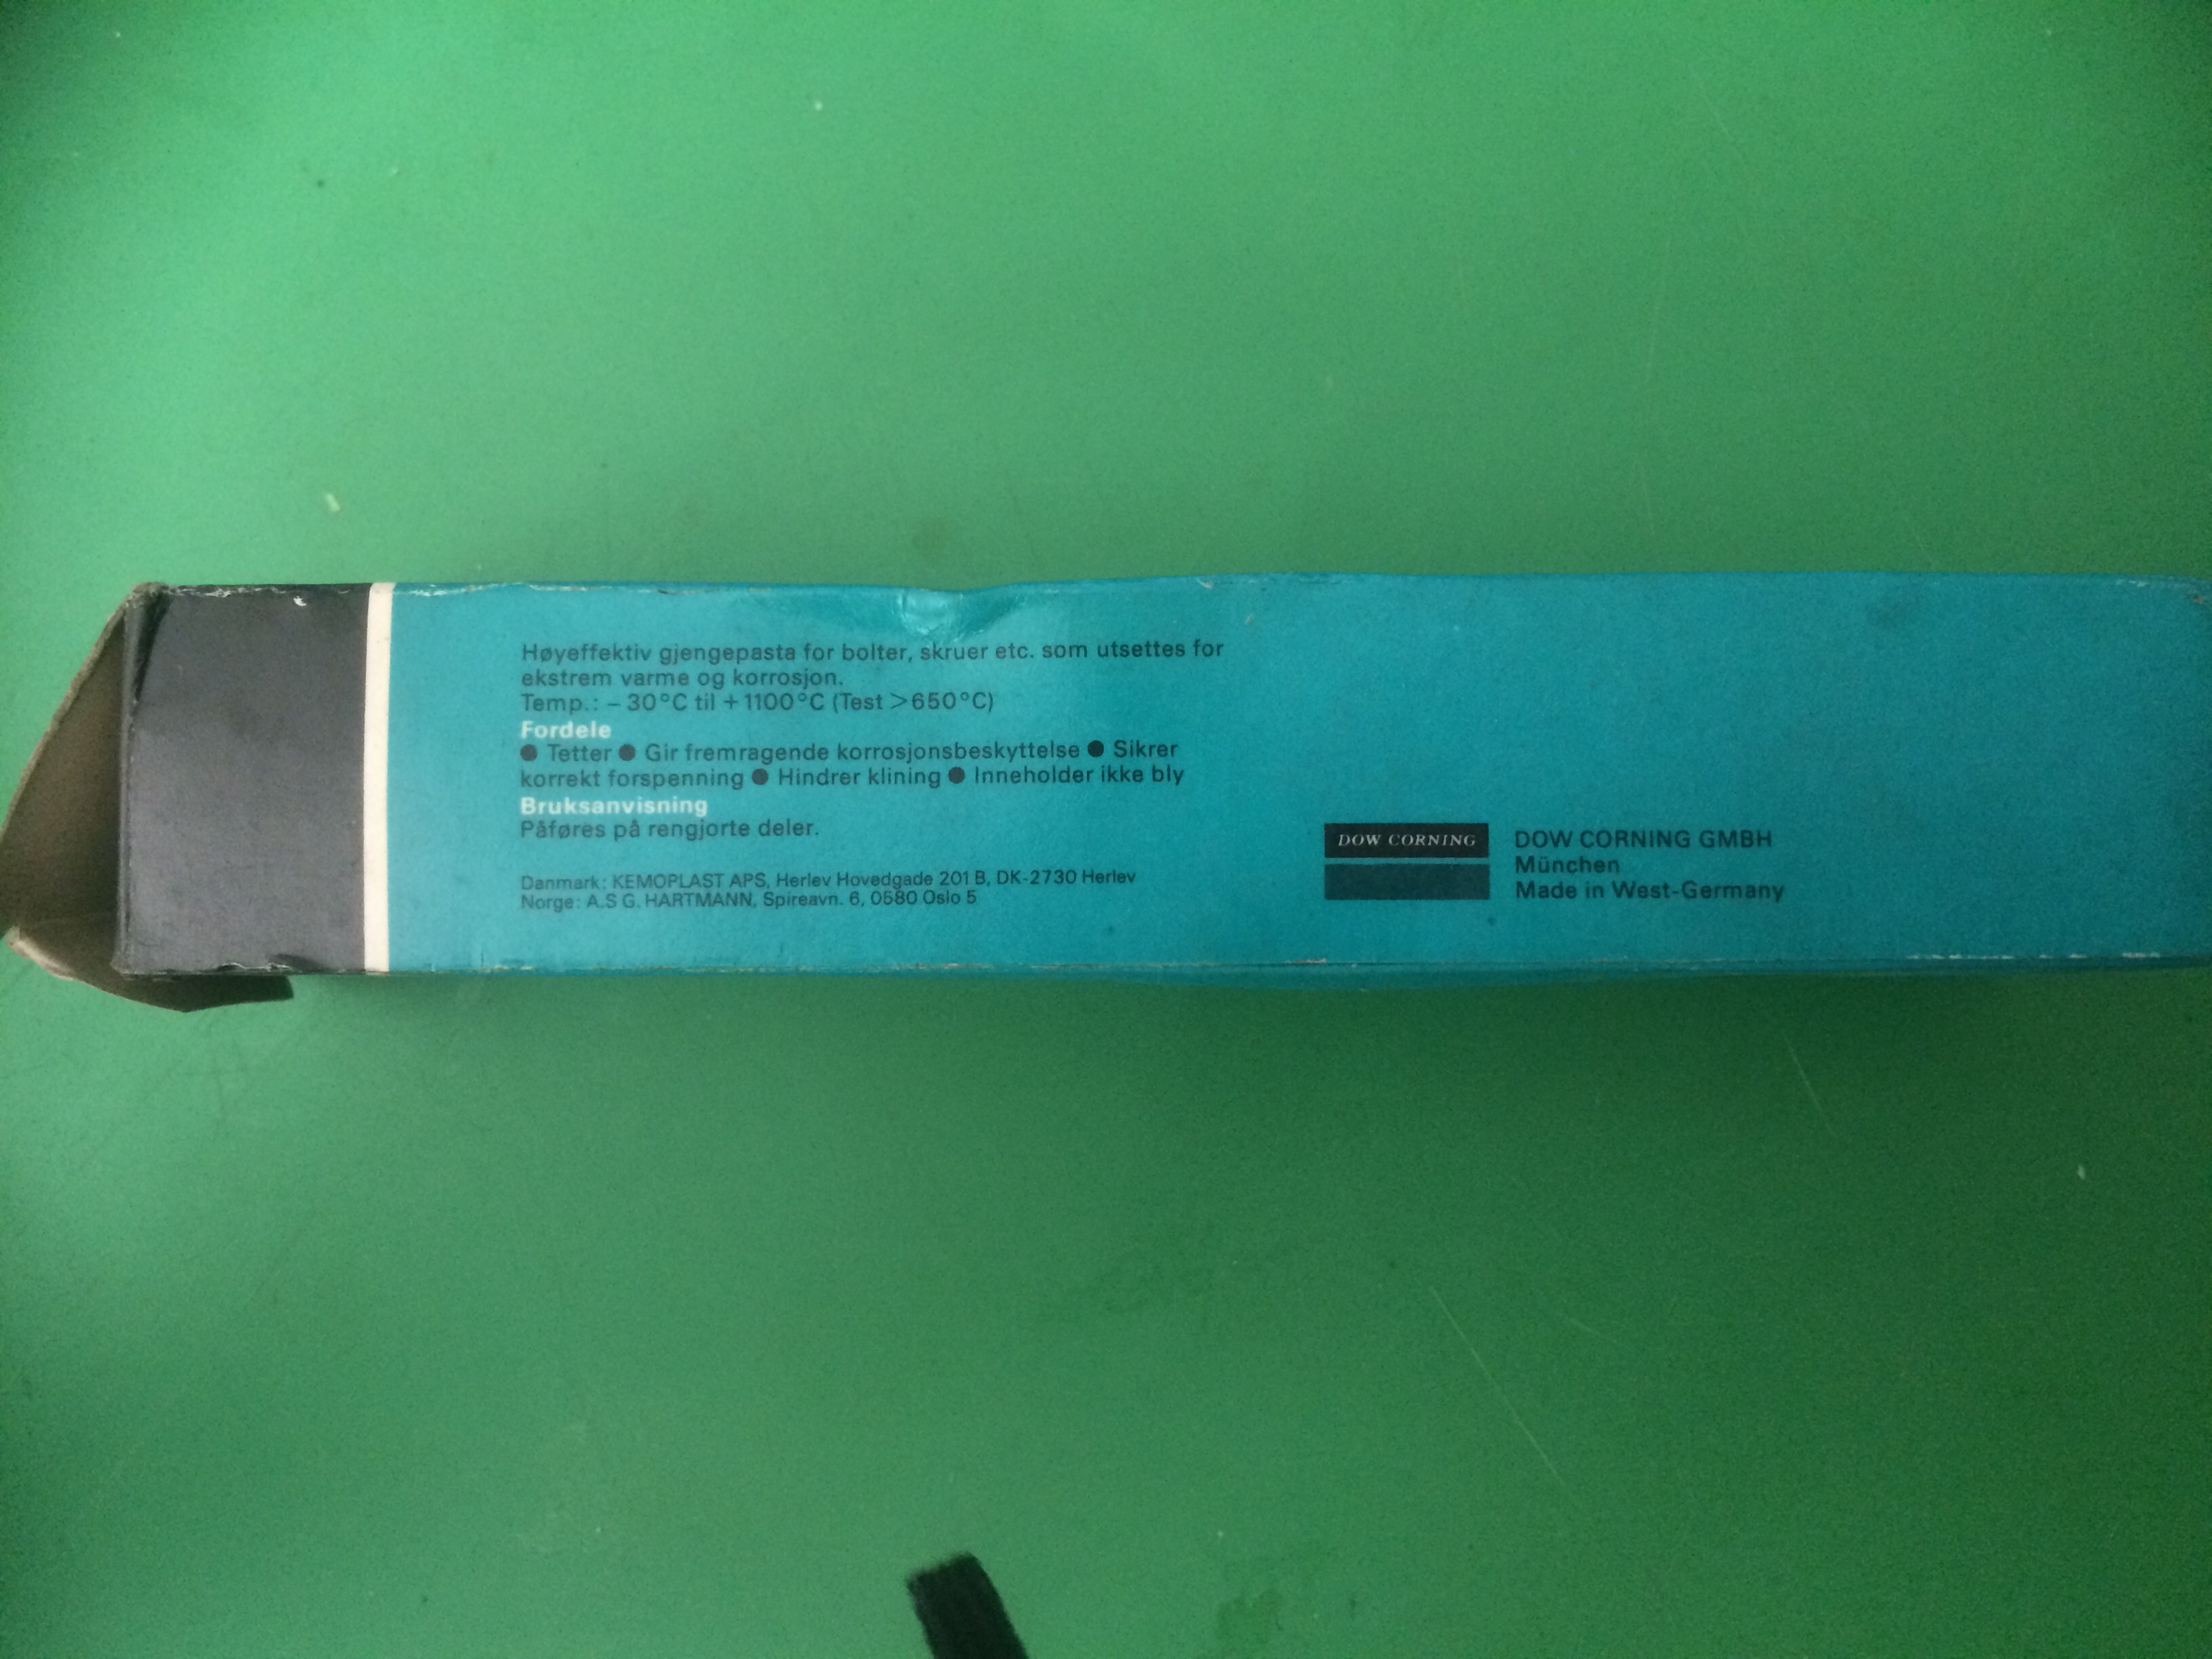 Høyeffektiv gjengepasta for bolter, skruer etc. som utsettes for
ekstrem varme og korrosjon.
Temp.: – 30°C til + 1100°C (Test >650°C)
Fordele
● Tetter ● Gir fremragende korrosjonsbeskyttelse ● Sikrer
korrekt forspenning ● Hindrer klining ● Inneholder ikke bly
Bruksanvisning
Påføres på rengjorte deler.
Danmark: KEMOPLAST APS, Herlev Hovedgade 201 B, DK-2730 Herlev
Norge: A.S G. HARTMANN, Spireavn. 6, 0580 Oslo 5
DOW CORNING
DOW CORNING GMBH
München
Made in West-Germany